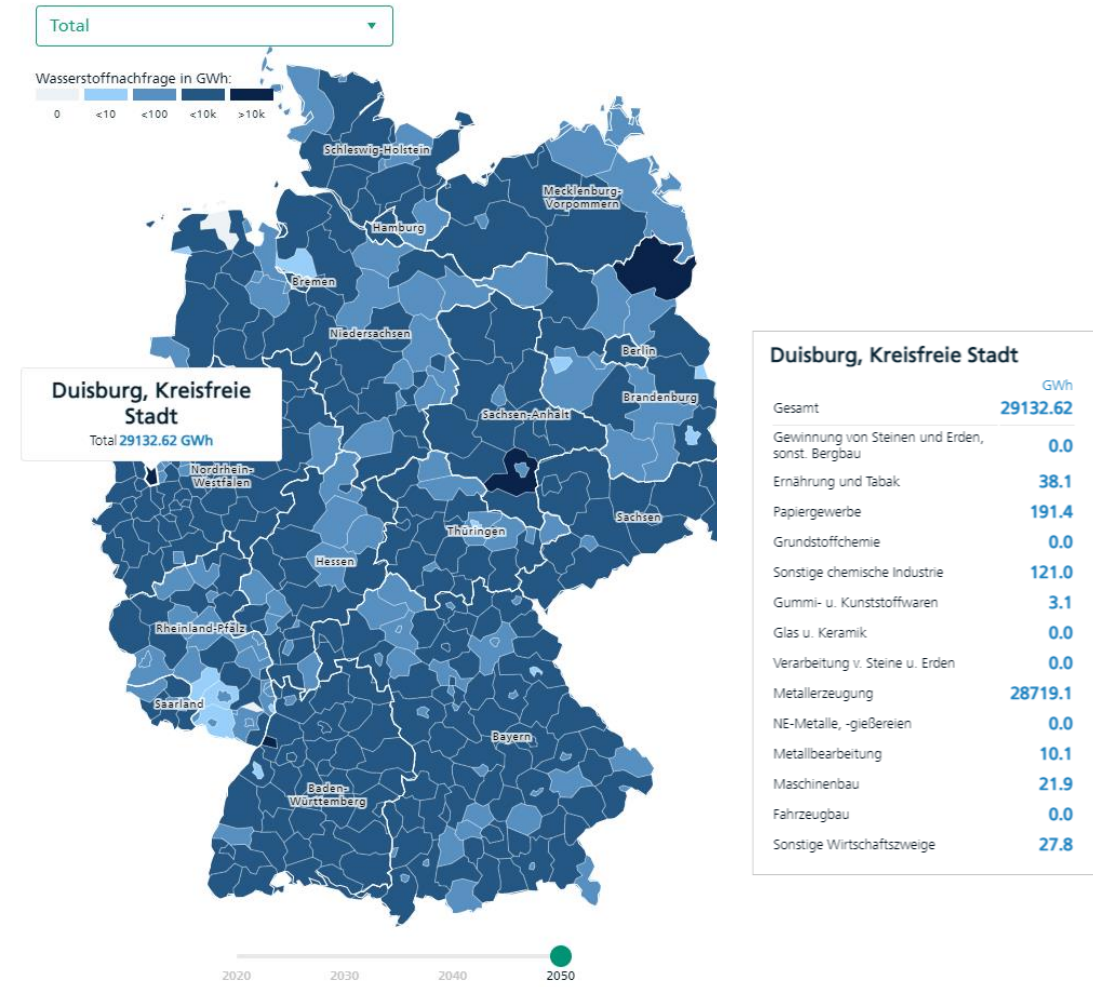 Total
Wasserstoffnachfrage in GWh:
0 <10 <100 <10k >10k
Schleswig-Holstein
Mecklenburg-
Vorpommern
Hamburg
Bremen
Niedersachsen
Berlin
Brandenburg
Sachsen-Anhalt
Duisburg, Kreisfreie
Stadt
Total 29132.62 GWh
Nordrhein-
Westfalen
Sachsen
Thüringen
Hessen
Rheinland-Pfalz
Saarland
Bayern
Baden-
Württemberg
2020 2030 2040 2050
Duisburg, Kreisfreie Stadt
GWh
Gesamt 29132.62
Gewinnung von Steinen und Erden,
sonst. Bergbau 0.0
Ernährung und Tabak 38.1
Papiergewerbe 191.4
Grundstoffchemie 0.0
Sonstige chemische Industrie 121.0
Gummi- u. Kunststoffwaren 3.1
Glas u. Keramik 0.0
Verarbeitung v. Steine u. Erden 0.0
Metallerzeugung 28719.1
NE-Metalle, -gießereien 0.0
Metallbearbeitung 10.1
Maschinenbau 21.9
Fahrzeugbau 0.0
Sonstige Wirtschaftszweige 27.8